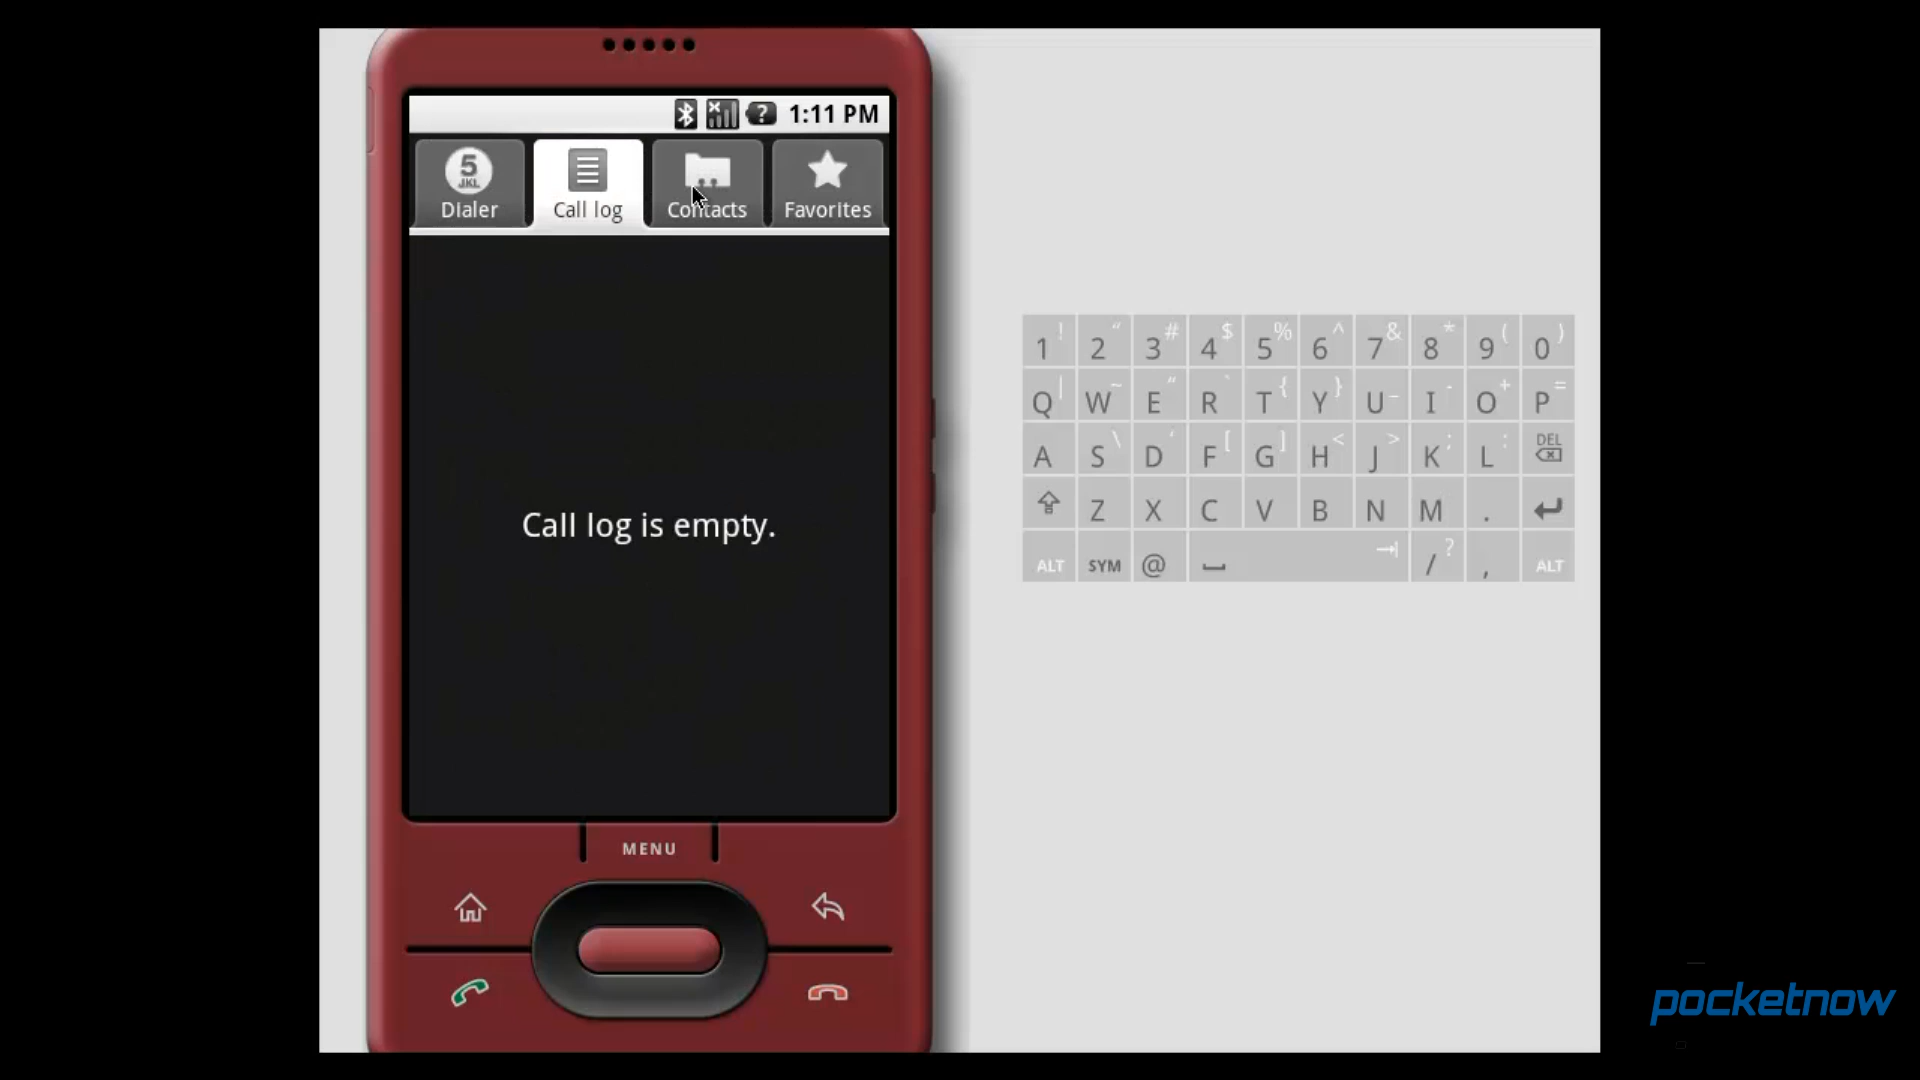 1:11 PM
5
JKL
Dialer
Call log
Contacts
Favorites
Call log is empty.
MENU
1 ! 2 “ 3 # 4 $ 5 % 6 ^ 7 & 8 * 9 ( 0 )
Q | W ~ E “ R ` T { Y } U _ I - O + P =
A S \ D ‘ F [ G ] H < J > K ; L : DEL
Z X C V B N M .
ALT SYM @ / ? , ALT
pocketnow